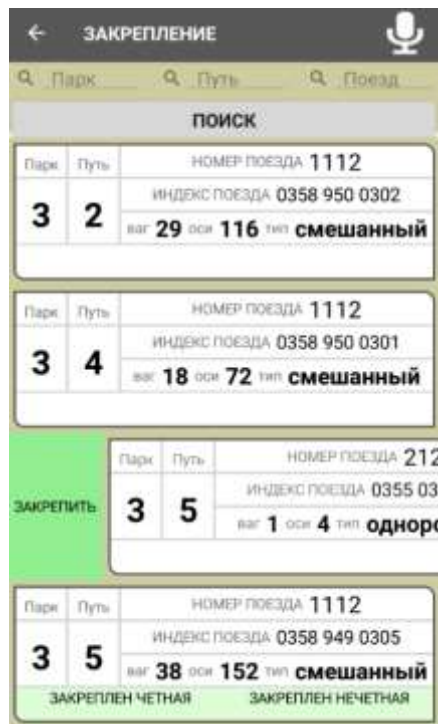 ЗАКРЕПЛЕНИЕ
Парк Путь Поезд
ПОИСК
Парк Путь НОМЕР ПОЕЗДА 1112
ИНДЕКС ПОЕЗДА 0358 950 0302
3 2 ваг 29 оси 116 тип смешанный
Парк Путь НОМЕР ПОЕЗДА 1112
ИНДЕКС ПОЕЗДА 0358 950 0301
3 4 ваг 18 оси 72 тип смешанный
Парк Путь НОМЕР ПОЕЗДА 212
ИНДЕКС ПОЕЗДА 0355 03
ЗАКРЕПИТЬ 3 5 ваг 1 оси 4 тип одноро
Парк Путь НОМЕР ПОЕЗДА 1112
ИНДЕКС ПОЕЗДА 0358 949 0305
3 5 ваг 38 оси 152 тип смешанный
ЗАКРЕПЛЕН ЧЕТНАЯ ЗАКРЕПЛЕН НЕЧЕТНАЯ